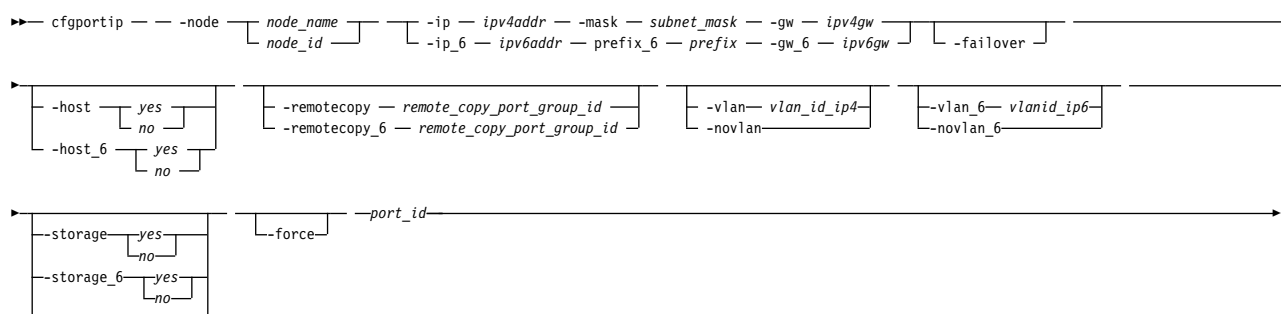 cfgportip -node node_name -ip ipv4addr -mask subnet_mask -gw ipv4gw
node_id -ip_6 ipv6addr prefix_6 prefix -gw_6 ipv6gw -failover
-host yes -remotecopy remote_copy_port_group_id -vlan vlan_id_ip4 -vlan_6 vlanid_ip6
no -remotecopy_6 remote_copy_port_group_id -novlan -novlan_6
-host_6 yes
no
port_id
-storage yes -force
no
-storage_6 yes
no